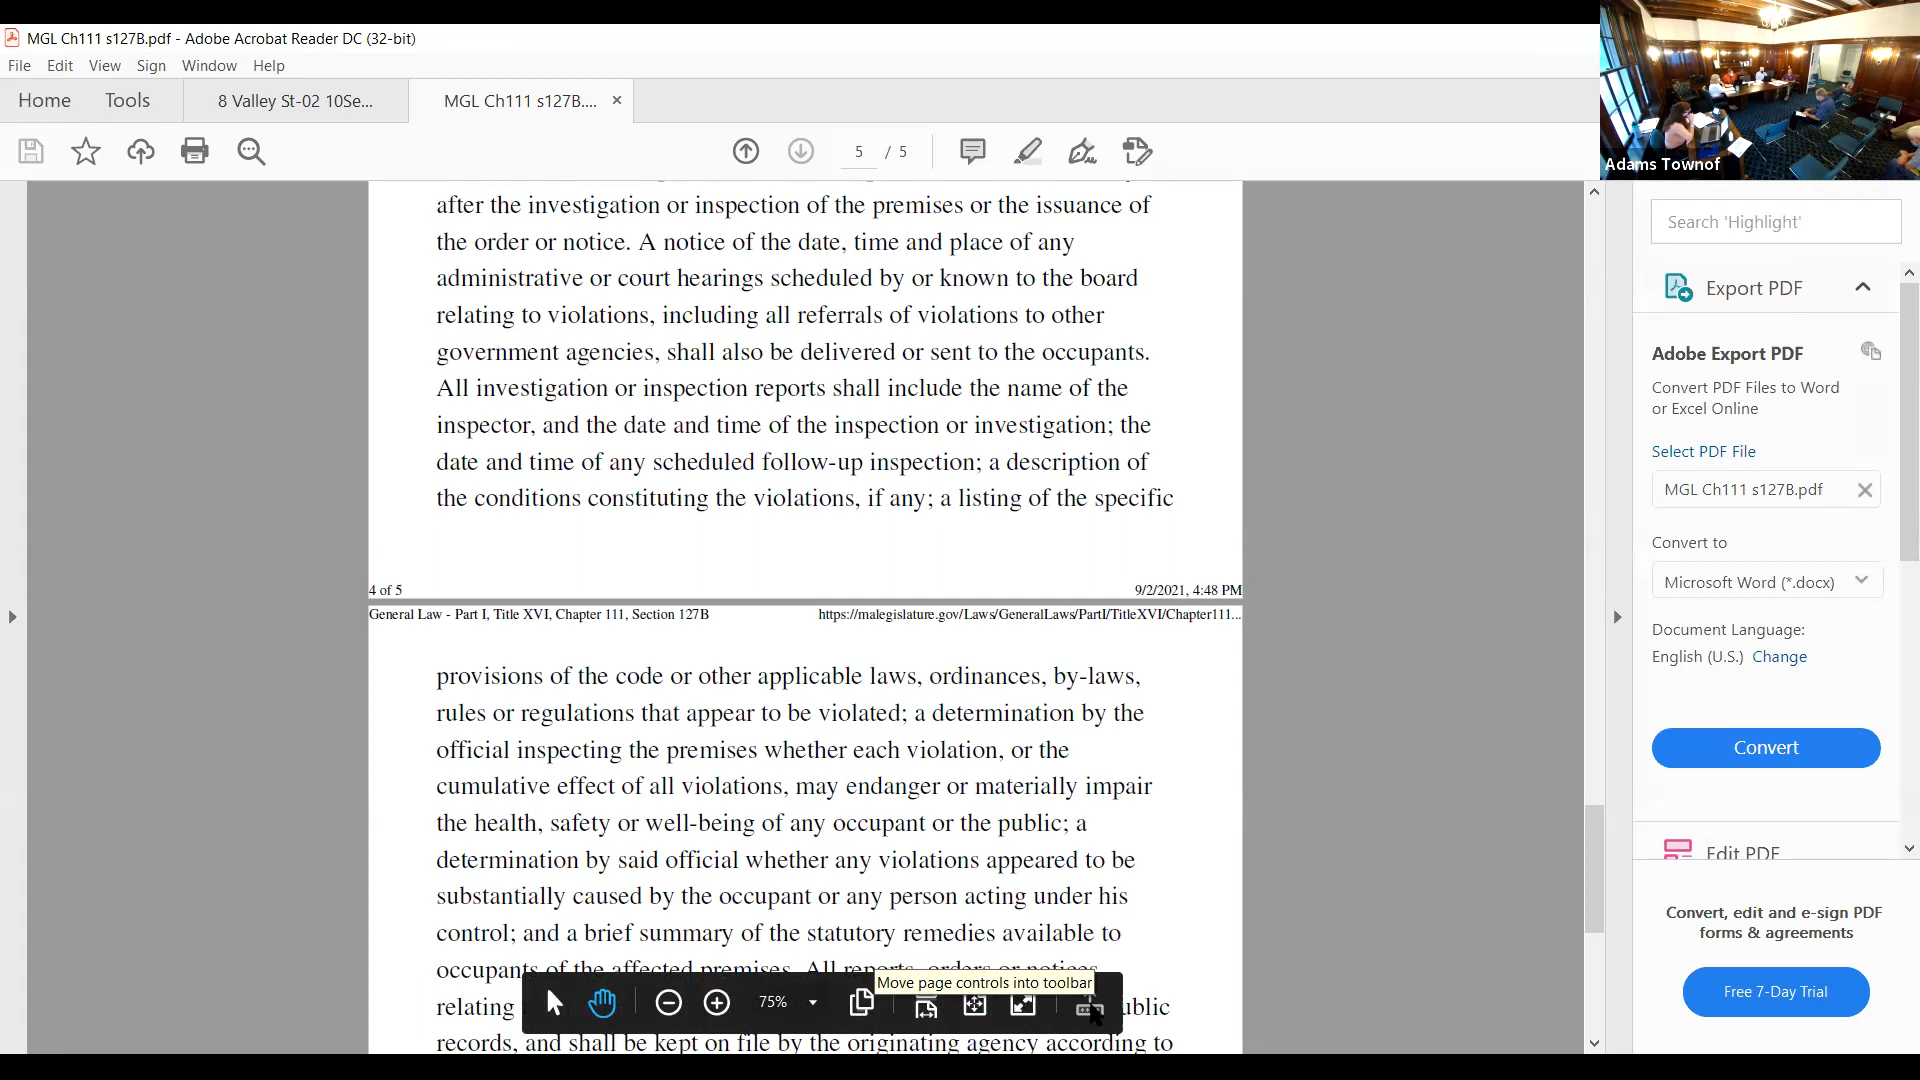 MGL Ch111 s127B.pdf - Adobe Acrobat Reader DC (32-bit)
File Edit View Sign Window Help
Home Tools 8 Valley St-02 10Se... MGL Ch111 s127B.... ×
5 / 5
Adams Townof
after the investigation or inspection of the premises or the issuance of
the order or notice. A notice of the date, time and place of any
administrative or court hearings scheduled by or known to the board
relating to violations, including all referrals of violations to other
government agencies, shall also be delivered or sent to the occupants.
All investigation or inspection reports shall include the name of the
inspector, and the date and time of the inspection or investigation; the
date and time of any scheduled follow-up inspection; a description of
the conditions constituting the violations, if any; a listing of the specific
4 of 5 9/2/2021, 4:48 PM
General Law - Part I, Title XVI, Chapter 111, Section 127B https://malegislature.gov/Laws/GeneralLaws/PartI/TitleXVI/Chapter111...
provisions of the code or other applicable laws, ordinances, by-laws,
rules or regulations that appear to be violated; a determination by the
official inspecting the premises whether each violation, or the
cumulative effect of all violations, may endanger or materially impair
the health, safety or well-being of any occupant or the public; a
determination by said official whether any violations appeared to be
substantially caused by the occupant or any person acting under his
control; and a brief summary of the statutory remedies available to
occupants of the affected premises. All reports, orders or notices
relating ublic
records, and shall be kept on file by the originating agency according to
Move page controls into toolbar
75%
Search 'Highlight'
Export PDF
Adobe Export PDF
Convert PDF Files to Word
or Excel Online
Select PDF File
MGL Ch111 s127B.pdf
Convert to
Microsoft Word (*.docx)
Document Language:
English (U.S.) Change
Convert
Edit PDF
Convert, edit and e-sign PDF
forms & agreements
Free 7-Day Trial